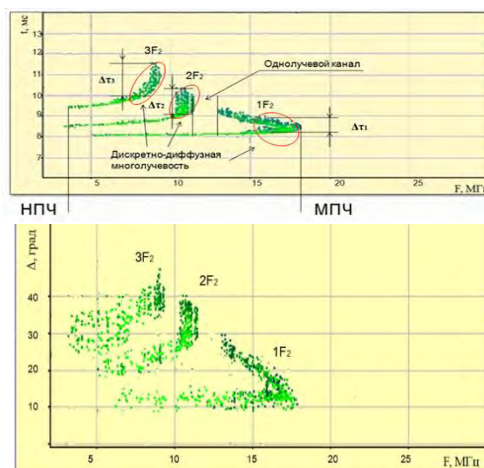 t, мс
13
12
11
10
9
8
7
3F₂
2F₂
1F₂
Δτ₃
Δτ₂
Δτ₁
Однолучевой канал
Дискретно-диффузная
многолучевость
5
10
15
20
25
F, МГц
НПЧ
МПЧ
Δ, град
40
30
20
10
3F₂
2F₂
1F₂
5
10
15
20
25
F, МГц